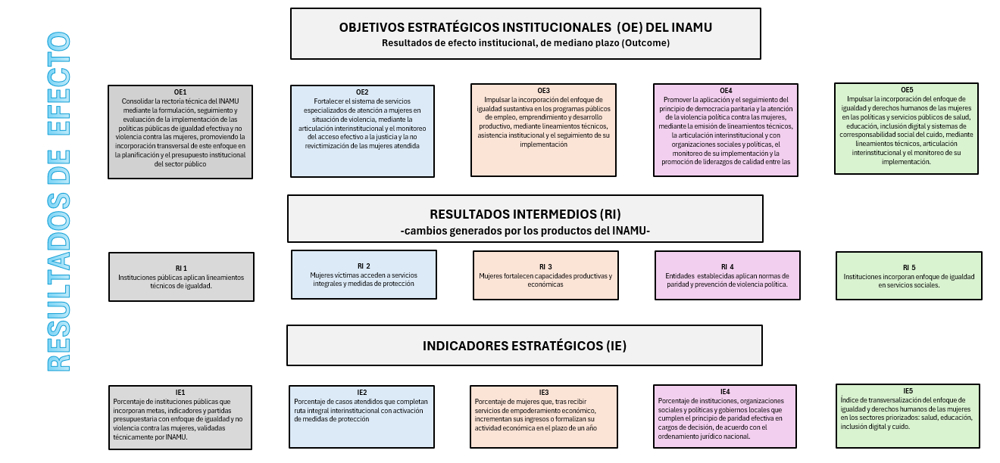 RESULTADOS DE EFECTO
OBJETIVOS ESTRATÉGICOS INSTITUCIONALES (OE) DEL INAMU
Resultados de efecto institucional, de mediano plazo (Outcome)
OE1
Consolidar la rectoría técnica del INAMU
mediante la formulación, seguimiento y
evaluación de la implementación de las
políticas públicas de igualdad efectiva y no
violencia contra las mujeres, promoviendo la
incorporación transversal de este enfoque en
la planificación y el presupuesto institucional
del sector público
OE2
Fortalecer el sistema de servicios
especializados de atención a mujeres en
situación de violencia, mediante la
articulación interinstitucional y el monitoreo
del acceso efectivo a la justicia y la no
revictimización de las mujeres atendida
OE3
Impulsar la incorporación del enfoque de
igualdad sustantiva en los programas públicos
de empleo, emprendimiento y desarrollo
productivo, mediante lineamientos técnicos,
asistencia institucional y el seguimiento de su
implementación
OE4
Promover la aplicación y el seguimiento del
principio de democracia paritaria y la atención
de la violencia política contra las mujeres,
mediante la emisión de lineamientos técnicos,
la articulación interinstitucional y con
organizaciones sociales y políticas, el
monitoreo de su implementación y la
promoción de liderazgos de calidad entre las
OE5
Impulsar la incorporación del enfoque de
igualdad y derechos humanos de las mujeres
en las políticas y servicios públicos de salud,
educación, inclusión digital y sistemas de
corresponsabilidad social del cuido, mediante
lineamientos técnicos, articulación
interinstitucional y el monitoreo de su
implementación.
RESULTADOS INTERMEDIOS (RI)
-cambios generados por los productos del INAMU-
RI 1
Instituciones públicas aplican lineamientos
técnicos de igualdad.
RI 2
Mujeres víctimas acceden a servicios
integrales y medidas de protección
RI 3
Mujeres fortalecen capacidades productivas y
económicas
RI 4
Entidades establecidas aplican normas de
paridad y prevención de violencia política.
RI 5
Instituciones incorporan enfoque de igualdad
en servicios sociales.
INDICADORES ESTRATÉGICOS (IE)
IE1
Porcentaje de instituciones públicas que
incorporan metas, indicadores y partidas
presupuestaria con enfoque de igualdad y no
violencia contra las mujeres, validadas
técnicamente por INAMU.
IE2
Porcentaje de casos atendidos que completan
ruta integral interinstitucional con activación
de medidas de protección
IE3
Porcentaje de mujeres que, tras recibir
servicios de empoderamiento económico,
incrementan sus ingresos o formalizan su
actividad económica en el plazo de un año
IE4
Porcentaje de instituciones, organizaciones
sociales y políticas y gobiernos locales que
cumplen el principio de paridad efectiva en
cargos de decisión, de acuerdo con el
ordenamiento jurídico nacional.
IE5
Índice de transversalización del enfoque de
igualdad y derechos humanos de las mujeres
en los sectores priorizados: salud, educación,
inclusión digital y cuido.